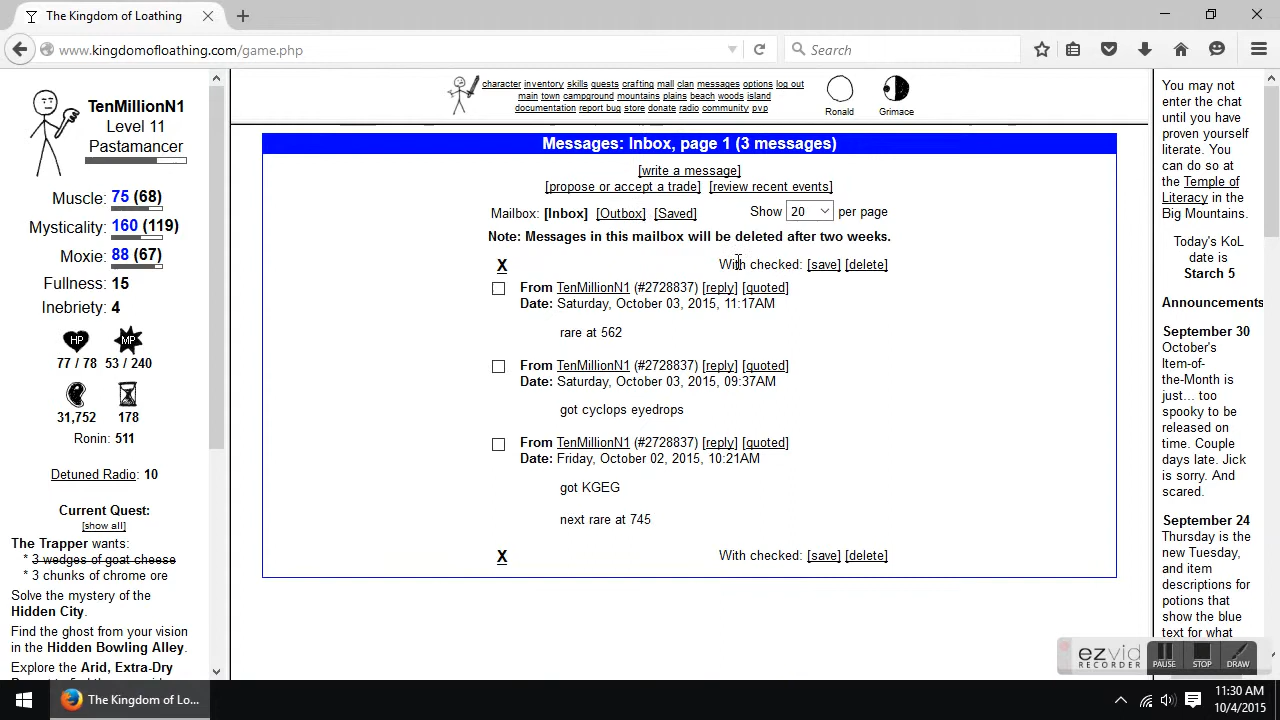 The Kingdom of Loathing
www.kingdomofloathing.com/game.php
Search
TenMillionN1
Level 11
Pastamancer
Muscle: 75 (68)
Mysticality: 160 (119)
Moxie: 88 (67)
Fullness: 15
Inebriety: 4
HP MP
77 / 78 53 / 240
31,752 178
Ronin: 511
Detuned Radio: 10
Current Quest:
[show all]
The Trapper wants:
* 3 wedges of goat cheese
* 3 chunks of chrome ore
Solve the mystery of the
Hidden City.
Find the ghost from your vision
in the Hidden Bowling Alley.
Explore the Arid, Extra-Dry
character inventory skills quests crafting mall clan messages options log out
main town campground mountains plains beach woods island
documentation report bug store donate radio community pvp
Ronald Grimace
Messages: Inbox, page 1 (3 messages)
[write a message]
[propose or accept a trade] [review recent events]
Mailbox: [Inbox] [Outbox] [Saved] Show 20 per page
Note: Messages in this mailbox will be deleted after two weeks.
X With checked: [save] [delete]
From TenMillionN1 (#2728837) [reply] [quoted]
Date: Saturday, October 03, 2015, 11:17AM
rare at 562
From TenMillionN1 (#2728837) [reply] [quoted]
Date: Saturday, October 03, 2015, 09:37AM
got cyclops eyedrops
From TenMillionN1 (#2728837) [reply] [quoted]
Date: Friday, October 02, 2015, 10:21AM
got KGEG
next rare at 745
X With checked: [save] [delete]
You may not
enter the chat
until you have
proven yourself
literate. You
can do so at
the Temple of
Literacy in the
Big Mountains.
Today's KoL
date is
Starch 5
Announcements
September 30
October's
Item-of-
the-Month is
just... too
spooky to be
released on
time. Couple
days late. Jick
is sorry. And
scared.
September 24
Thursday is the
new Tuesday,
and item
descriptions for
potions that
show the blue
text for what
ezvid
RECORDER
PAUSE STOP DRAW
The Kingdom of Lo...
11:30 AM
10/4/2015